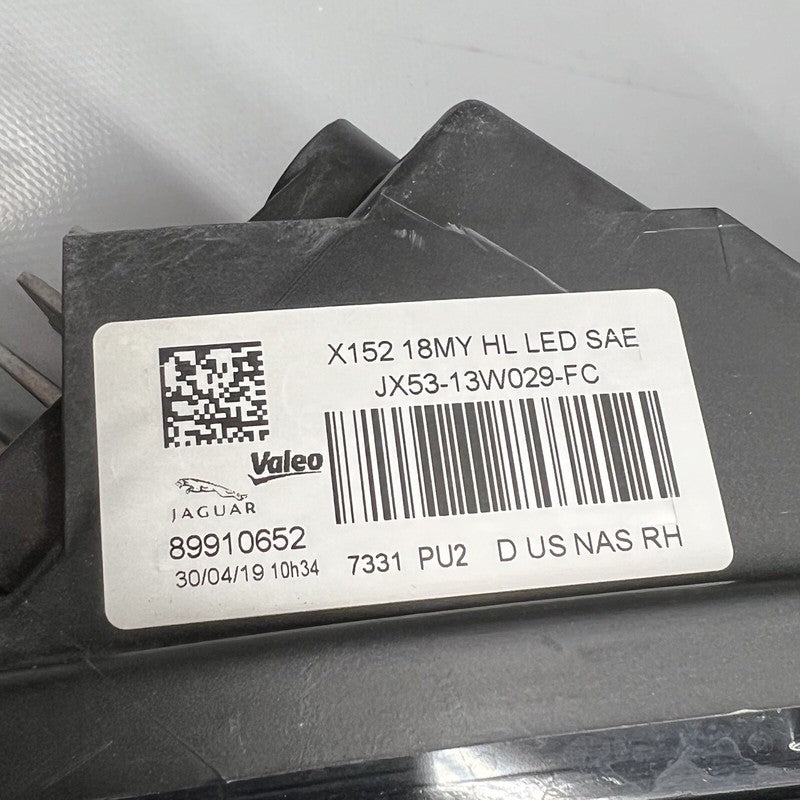 X152 18MY HL LED SAE
JX53-13W029-FC
Valeo
JAGUAR
89910652
30/04/19 10h34
7331 PU2 D US NAS RH